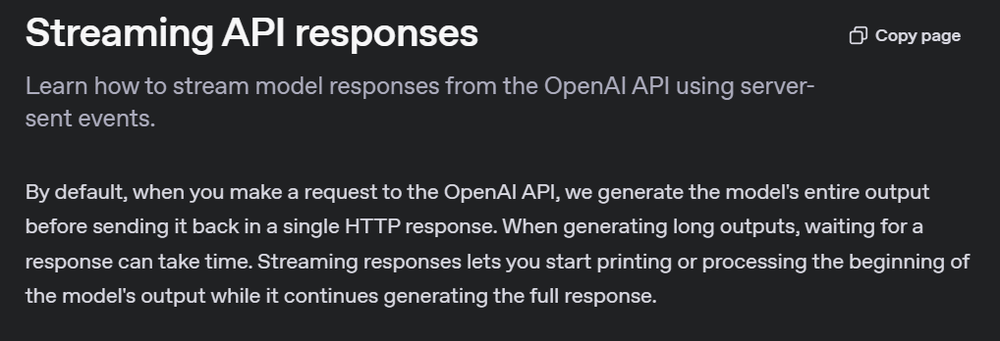 Streaming API responses
Copy page
Learn how to stream model responses from the OpenAI API using server-
sent events.
By default, when you make a request to the OpenAI API, we generate the model's entire output
before sending it back in a single HTTP response. When generating long outputs, waiting for a
response can take time. Streaming responses lets you start printing or processing the beginning of
the model's output while it continues generating the full response.